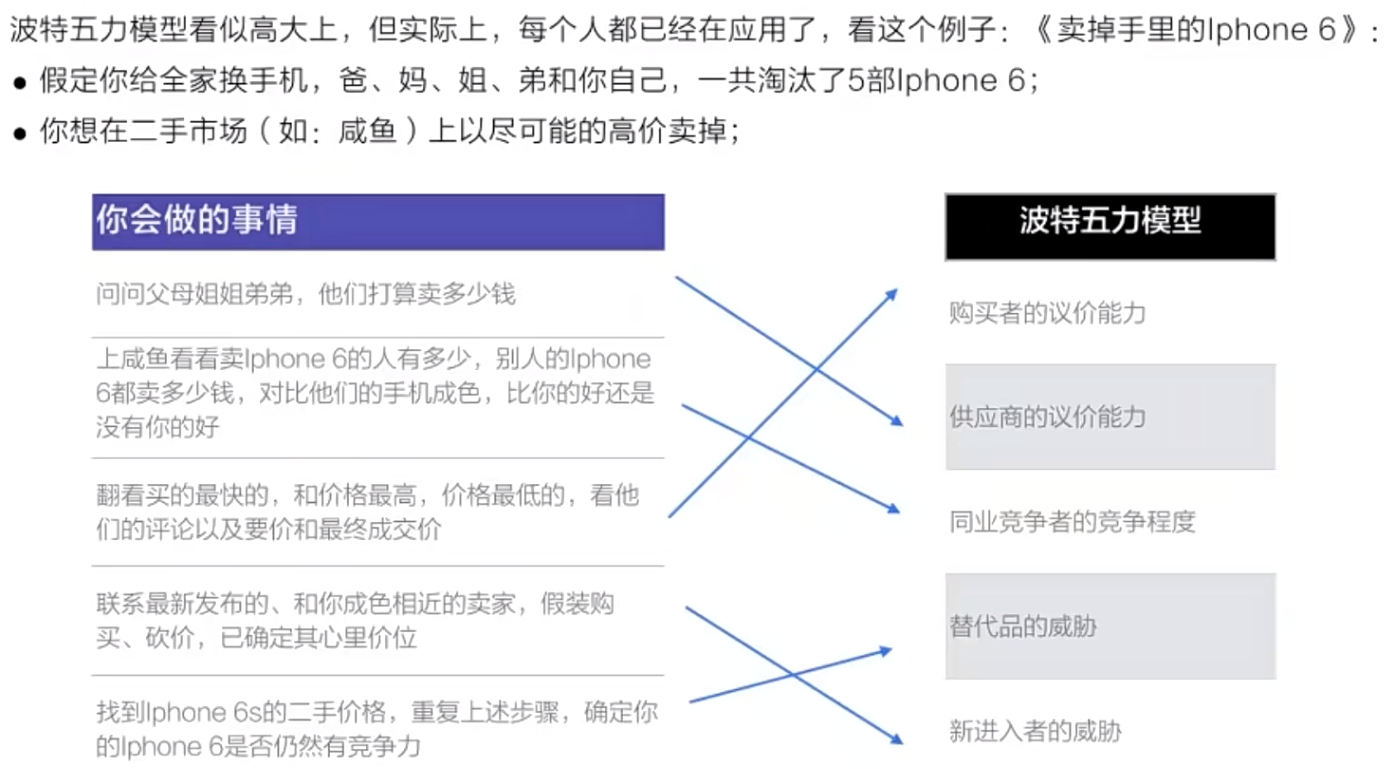 波特五力模型看似高大上，但实际上，每个人都已经在应用了，看这个例子：《卖掉手里的Iphone 6》：
● 假定你给全家换手机，爸、妈、姐、弟和你自己，一共淘汰了5部Iphone 6；
● 你想在二手市场（如：咸鱼）上以尽可能的高价卖掉；
你会做的事情
问问父母姐姐弟弟，他们打算卖多少钱
上咸鱼看看卖Iphone 6的人有多少，别人的Iphone
6都卖多少钱，对比他们的手机成色，比你的好还是
没有你的好
翻看买的最快的，和价格最高，价格最低的，看他
们的评论以及要价和最终成交价
联系最新发布的、和你成色相近的卖家，假装购
买、砍价，已确定其心里价位
找到Iphone 6s的二手价格，重复上述步骤，确定你
的Iphone 6是否仍然有竞争力
波特五力模型
购买者的议价能力
供应商的议价能力
同业竞争者的竞争程度
替代品的威胁
新进入者的威胁